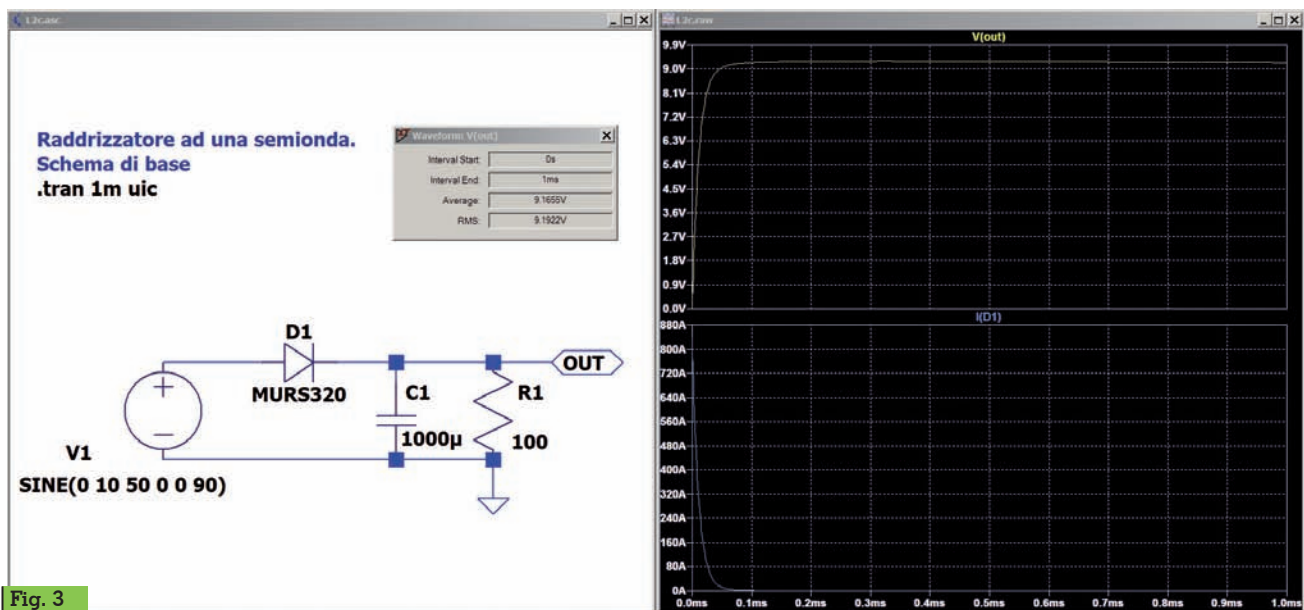 L2c.asc
L2c.raw
Raddrizzatore ad una semionda.
Schema di base
.tran 1m uic
Waveform: V(out)
Interval Start: 0s
Interval End: 1ms
Average: 9.1655V
RMS: 9.1922V
D1
MURS320
C1
1000µ
R1
100
OUT
V1
SINE(0 10 50 0 0 90)
V(out)
9.9V
9.0V
8.1V
7.2V
6.3V
5.4V
4.5V
3.6V
2.7V
1.8V
0.9V
0.0V
I(D1)
880A
800A
720A
640A
560A
480A
400A
320A
240A
160A
80A
0A
0.0ms 0.1ms 0.2ms 0.3ms 0.4ms 0.5ms 0.6ms 0.7ms 0.8ms 0.9ms 1.0ms
Fig. 3